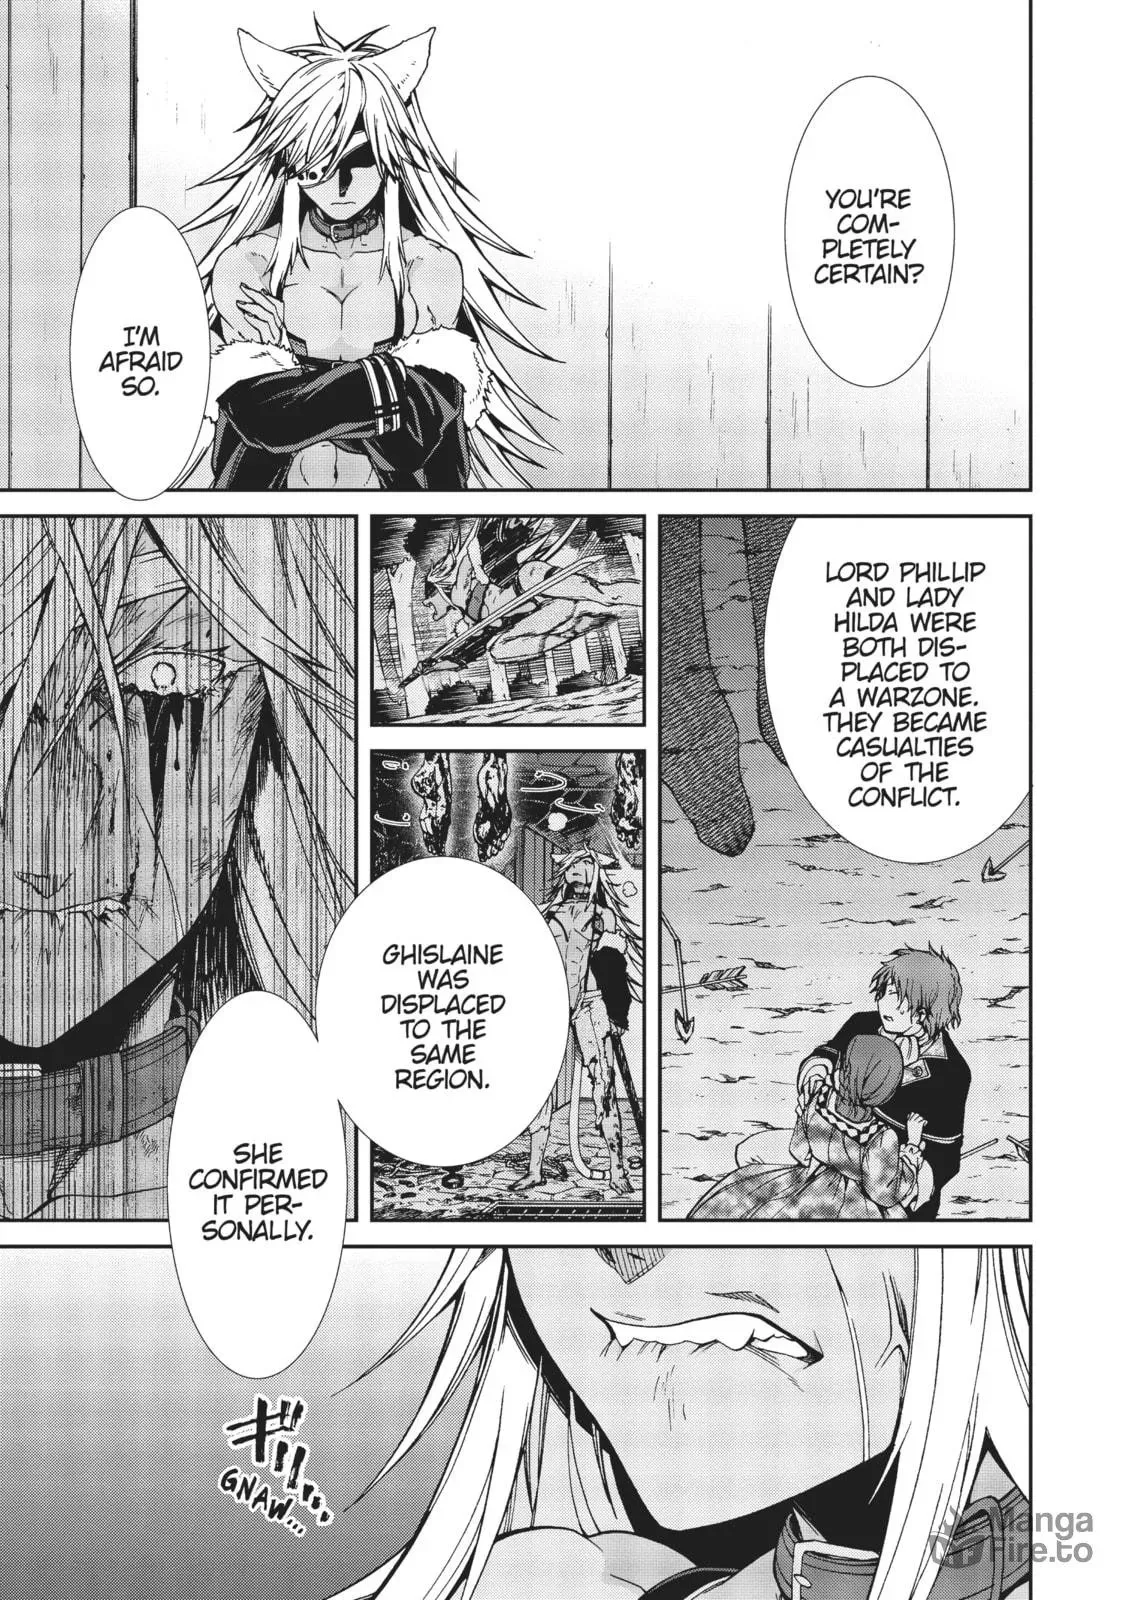 YOU'RE
COM-
PLETELY
CERTAIN?
I'M
AFRAID
SO.
LORD PHILLIP
AND LADY
HILDA WERE
BOTH DIS-
PLACED TO
A WARZONE.
THEY BECAME
CASUALTIES
OF THE
CONFLICT.
GHISLAINE
WAS
DISPLACED
TO THE
SAME
REGION.
SHE
CONFIRMED
IT PER-
SONALLY.
GNAW...
Manga
Fire.to